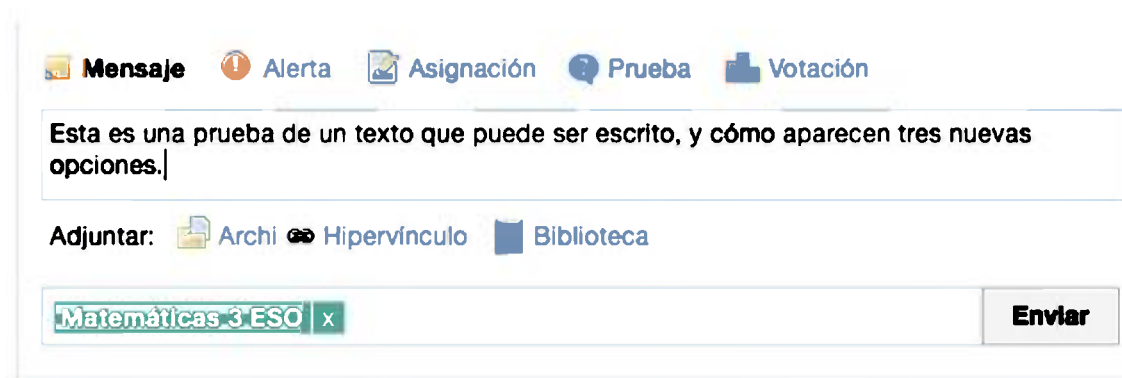 Mensaje Alerta Asignación Prueba Votación
Esta es una prueba de un texto que puede ser escrito, y cómo aparecen tres nuevas
opciones.
Adjuntar: Archi Hipervínculo Biblioteca
Matemáticas 3 ESO x Enviar